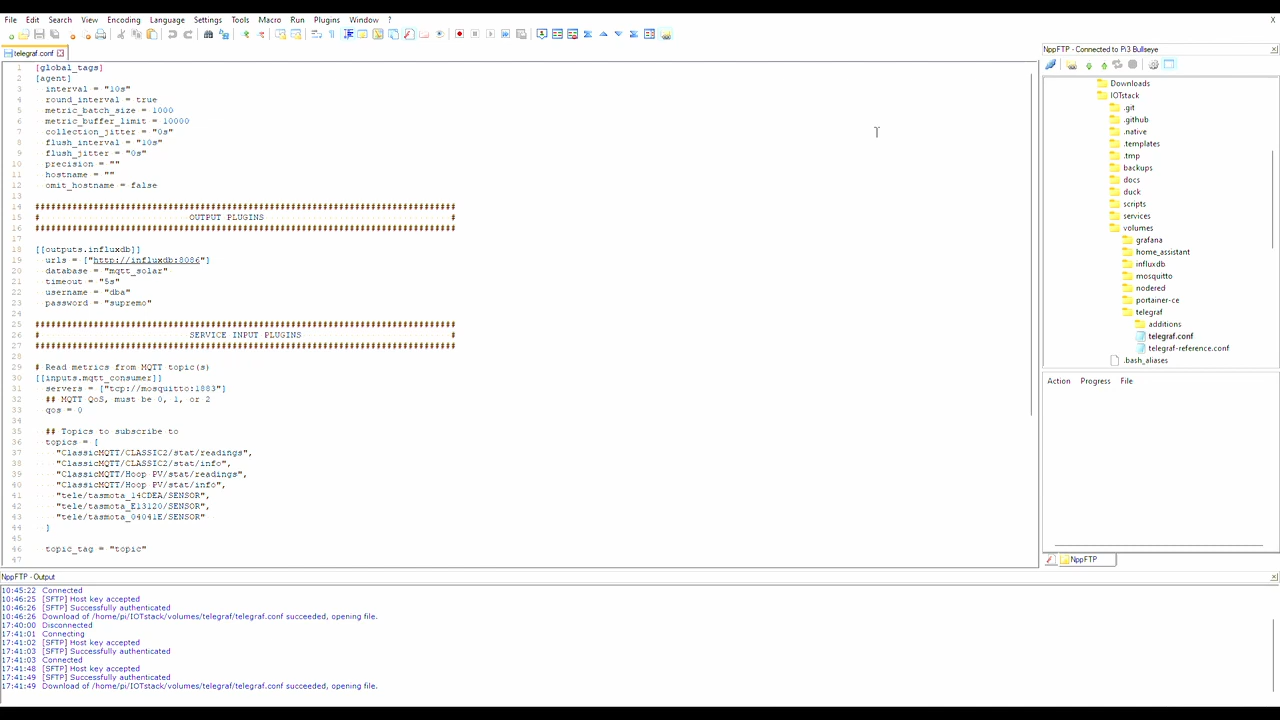 File Edit Search View Encoding Language Settings Tools Macro Run Plugins Window ?
X
telegraf.conf
NppFTP - Connected to Pi3 Bullseye
1 [global_tags]
2 [agent]
3 interval = "10s"
4 round_interval = true
5 metric_batch_size = 1000
6 metric_buffer_limit = 10000
7 collection_jitter = "0s"
8 flush_interval = "10s"
9 flush_jitter = "0s"
10 precision = ""
11 hostname = ""
12 omit_hostname = false
13
14 ###############################################################################
15 # OUTPUT PLUGINS #
16 ###############################################################################
17
18 [[outputs.influxdb]]
19 urls = ["http://influxdb:8086"]
20 database = "mqtt_solar"
21 timeout = "5s"
22 username = "dba"
23 password = "supremo"
24
25 ###############################################################################
26 # SERVICE INPUT PLUGINS #
27 ###############################################################################
28
29 # Read metrics from MQTT topic(s)
30 [[inputs.mqtt_consumer]]
31 servers = ["tcp://mosquitto:1883"]
32 ## MQTT QoS, must be 0, 1, or 2
33 qos = 0
34
35 ## Topics to subscribe to
36 topics = [
37 "ClassicMQTT/CLASSIC2/stat/readings",
38 "ClassicMQTT/CLASSIC2/stat/info",
39 "ClassicMQTT/Hoop PV/stat/readings",
40 "ClassicMQTT/Hoop PV/stat/info",
41 "tele/tasmota_14CDEA/SENSOR",
42 "tele/tasmota_E13120/SENSOR",
43 "tele/tasmota_04041E/SENSOR"
44 ]
45
46 topic_tag = "topic"
47
Downloads
IOTstack
.git
.github
.native
.templates
.tmp
backups
docs
duck
scripts
services
volumes
grafana
home_assistant
influxdb
mosquitto
nodered
portainer-ce
telegraf
additions
telegraf.conf
telegraf-reference.conf
.bash_aliases
Action Progress File
NppFTP
NppFTP - Output
10:45:22 Connected
10:46:25 [SFTP] Host key accepted
10:46:26 [SFTP] Successfully authenticated
10:46:26 Download of /home/pi/IOTstack/volumes/telegraf/telegraf.conf succeeded, opening file.
17:40:00 Disconnected
17:41:01 Connecting
17:41:02 [SFTP] Host key accepted
17:41:03 [SFTP] Successfully authenticated
17:41:03 Connected
17:41:48 [SFTP] Host key accepted
17:41:49 [SFTP] Successfully authenticated
17:41:49 Download of /home/pi/IOTstack/volumes/telegraf/telegraf.conf succeeded, opening file.